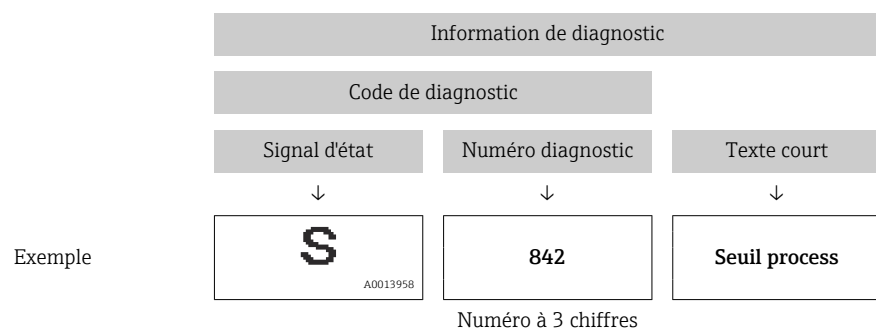 Information de diagnostic
Code de diagnostic
Signal d'état Numéro diagnostic Texte court
↓ ↓ ↓
Exemple S 842 Seuil process
A0013958
Numéro à 3 chiffres